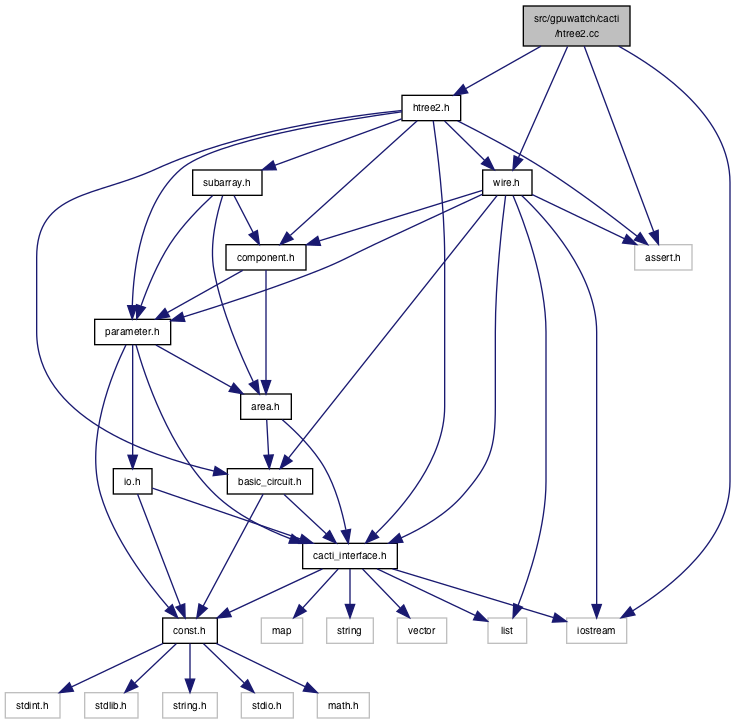 src/gpuwattch/cacti
/htree2.cc
htree2.h
subarray.h
wire.h
component.h
assert.h
parameter.h
area.h
io.h
basic_circuit.h
cacti_interface.h
const.h
map
string
vector
list
iostream
stdint.h
stdlib.h
string.h
stdio.h
math.h